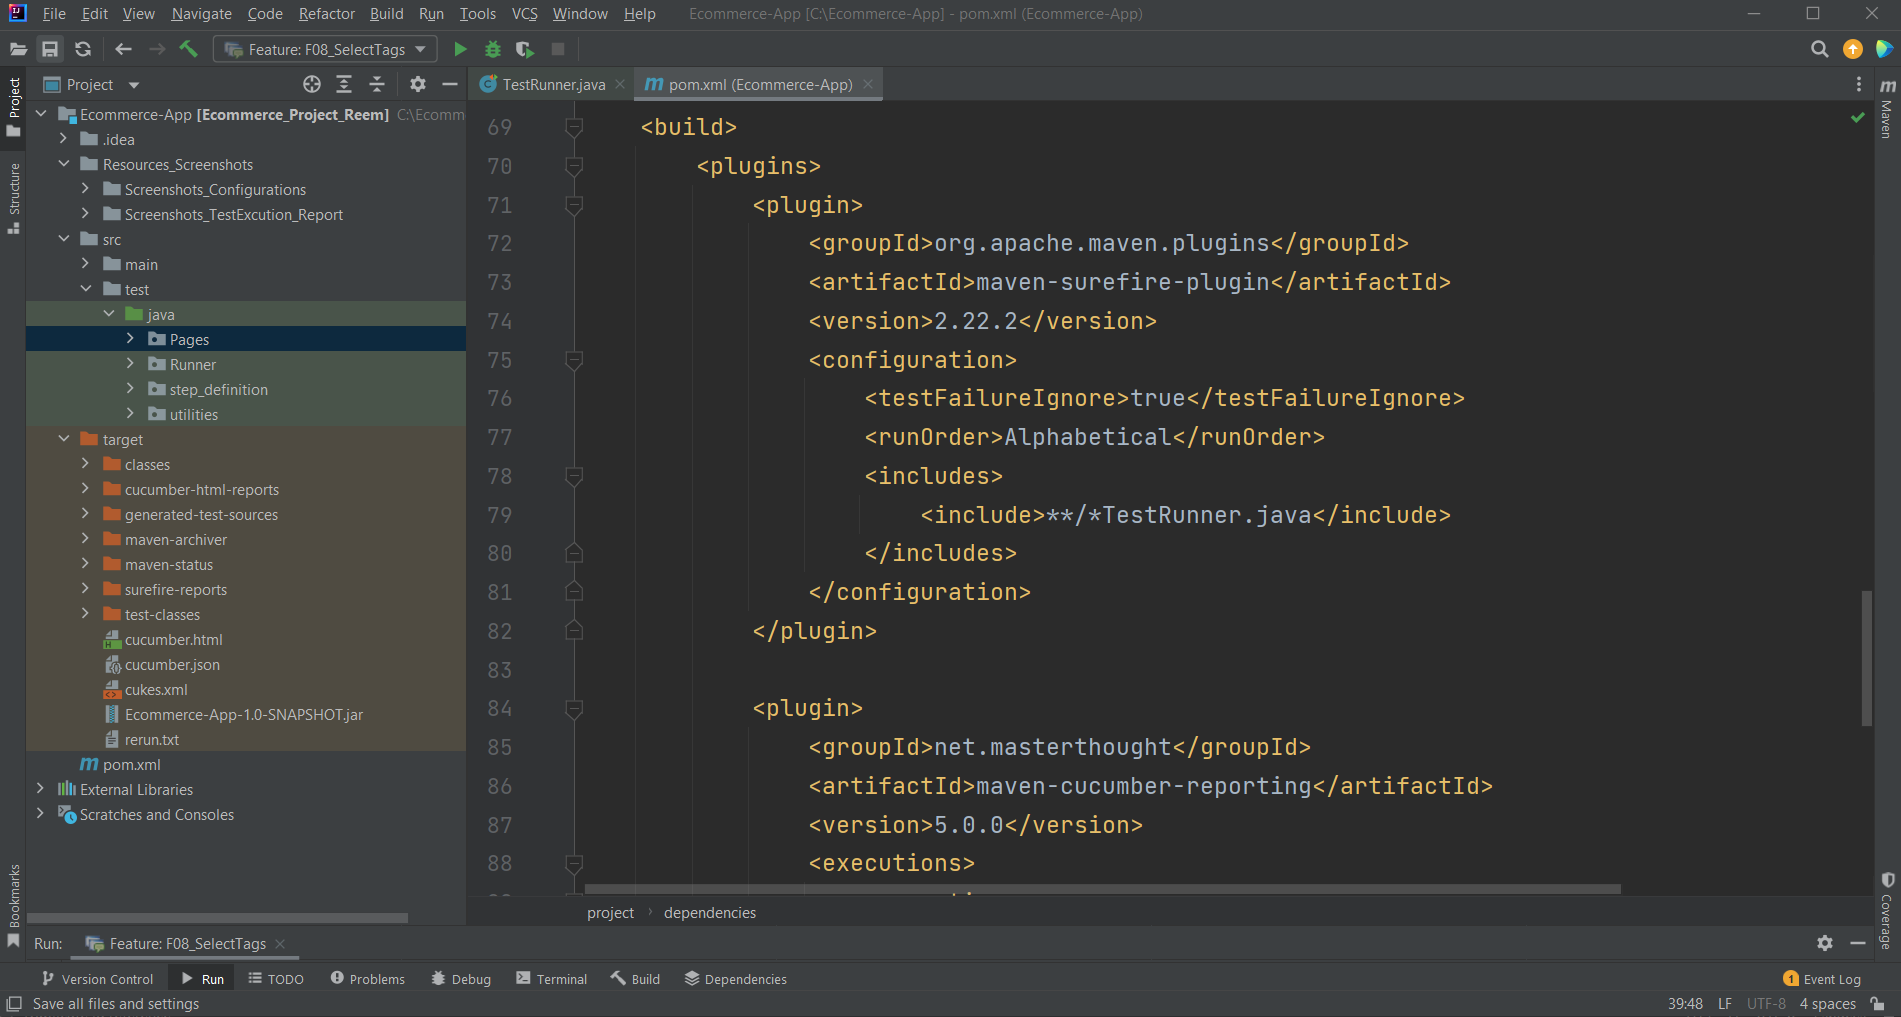 File Edit View Navigate Code Refactor Build Run Tools VCS Window Help Ecommerce-App [C:\Ecommerce-App] - pom.xml (Ecommerce-App)
Feature: F08_SelectTags
Project
TestRunner.java
pom.xml (Ecommerce-App)
Project
Structure
Bookmarks
Ecommerce-App [Ecommerce_Project_Reem] C:\Ecomm
.idea
Resources_Screenshots
Screenshots_Configurations
Screenshots_TestExcution_Report
src
main
test
java
Pages
Runner
step_definition
utilities
target
classes
cucumber-html-reports
generated-test-sources
maven-archiver
maven-status
surefire-reports
test-classes
cucumber.html
cucumber.json
cukes.xml
Ecommerce-App-1.0-SNAPSHOT.jar
rerun.txt
pom.xml
External Libraries
Scratches and Consoles
69 <build>
70 <plugins>
71 <plugin>
72 <groupId>org.apache.maven.plugins</groupId>
73 <artifactId>maven-surefire-plugin</artifactId>
74 <version>2.22.2</version>
75 <configuration>
76 <testFailureIgnore>true</testFailureIgnore>
77 <runOrder>Alphabetical</runOrder>
78 <includes>
79 <include>**/*TestRunner.java</include>
80 </includes>
81 </configuration>
82 </plugin>
83
84 <plugin>
85 <groupId>net.masterthought</groupId>
86 <artifactId>maven-cucumber-reporting</artifactId>
87 <version>5.0.0</version>
88 <executions>
project › dependencies
Maven
Coverage
Run: Feature: F08_SelectTags
Version Control Run TODO Problems Debug Terminal Build Dependencies 1 Event Log
Save all files and settings 39:48 LF UTF-8 4 spaces